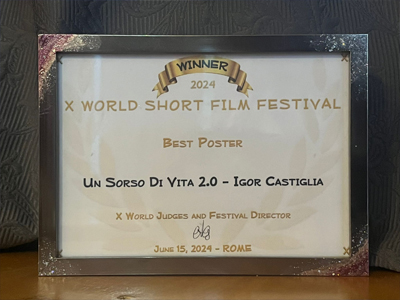 WINNER
2024
X WORLD SHORT FILM FESTIVAL
BEST POSTER
UN SORSO DI VITA 2.0 - IGOR CASTIGLIA
X WORLD JUDGES AND FESTIVAL DIRECTOR
JUNE 15, 2024 - ROME